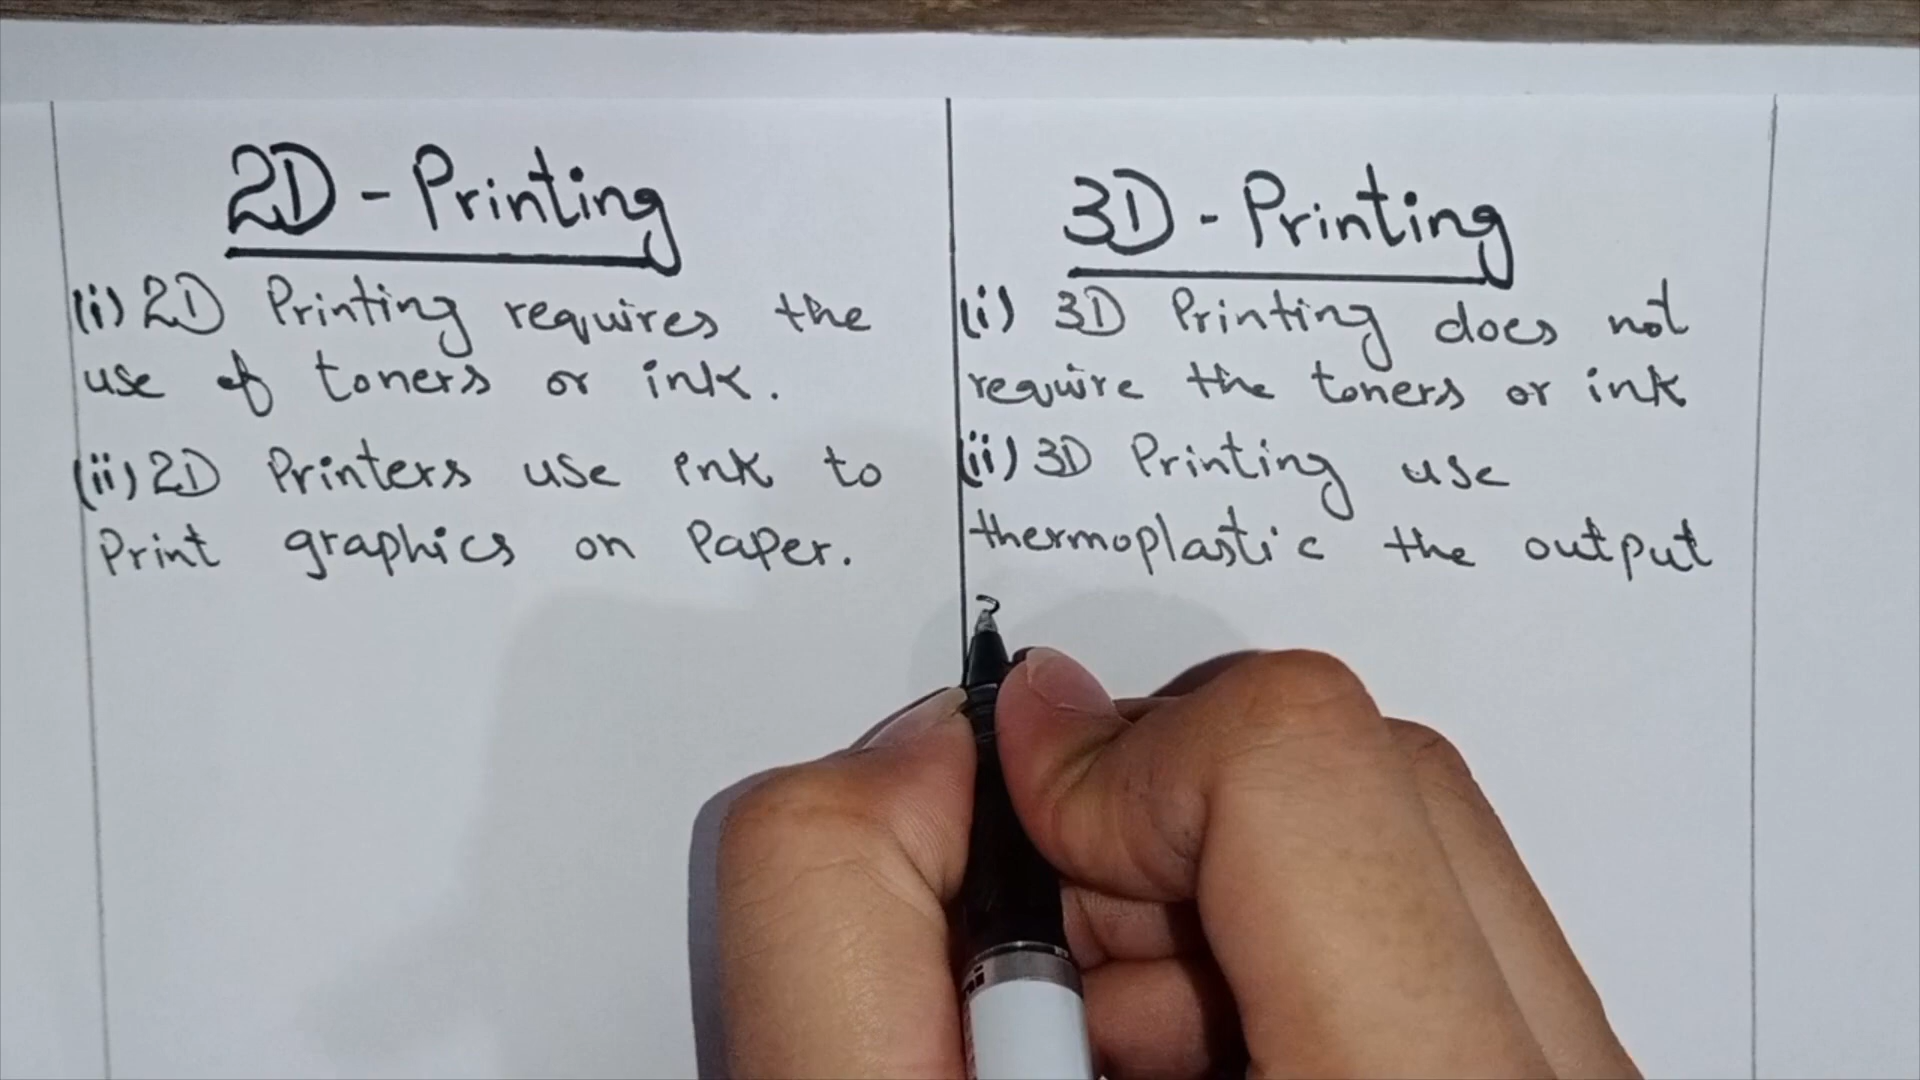 2D - Printing
(i) 2D Printing requires the
use of toners or ink.
(ii) 2D Printers use ink to
Print graphics on Paper.
3D - Printing
(i) 3D Printing does not
require the toners or ink
(ii) 3D Printing use
thermoplastic the output